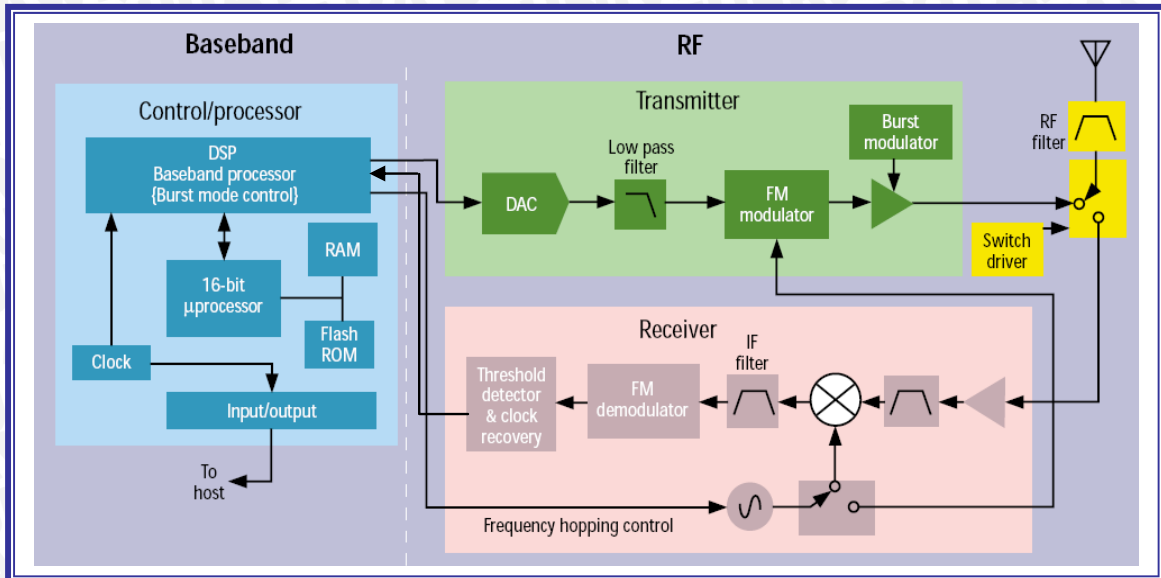 Baseband
RF
Control/processor
DSP
Baseband processor
{Burst mode control}
RAM
16-bit
μprocessor
Flash
ROM
Clock
Input/output
To
host
Transmitter
Burst
modulator
Low pass
filter
DAC
FM
modulator
RF
filter
Switch
driver
Receiver
IF
filter
Threshold
detector
& clock
recovery
FM
demodulator
Frequency hopping control